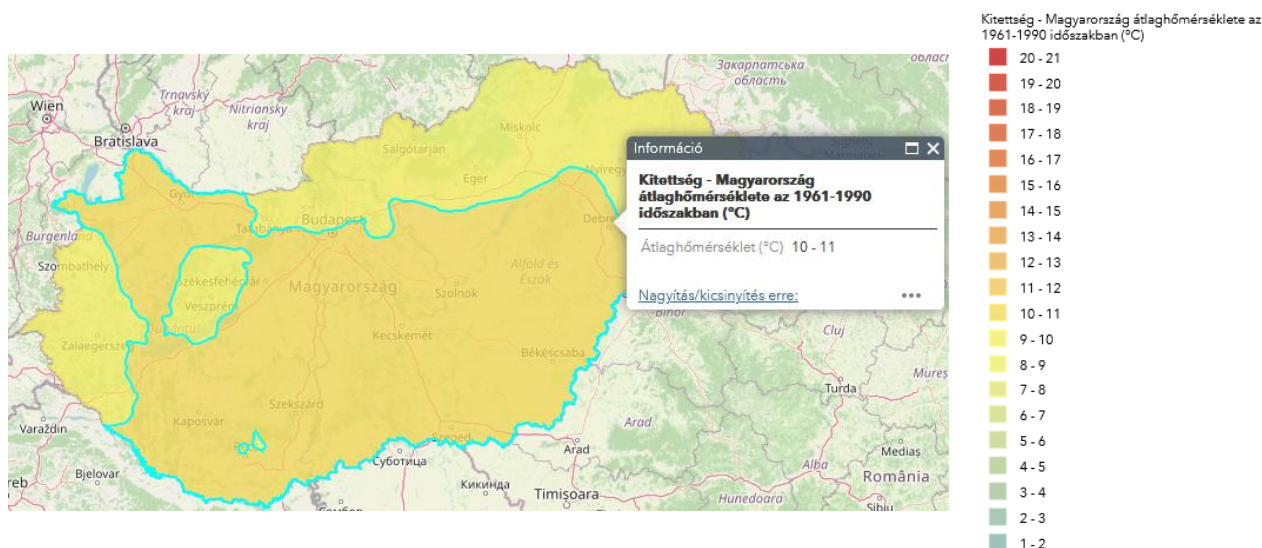 Kitettség - Magyarország átlaghőmérséklete az
1961-1990 időszakban (°C)
20 - 21
19 - 20
18 - 19
17 - 18
16 - 17
15 - 16
14 - 15
13 - 14
12 - 13
11 - 12
10 - 11
9 - 10
8 - 9
7 - 8
6 - 7
5 - 6
4 - 5
3 - 4
2 - 3
1 - 2
Закарпатська
область
Wien
Trnavský
kraj
Nitriansky
kraj
Bratislava
Miskolc
Salgótarján
Eger
Nyíregy
Győr
Budapest
Tatabánya
Burgenland
Szombathely
Székesfehérvár
Veszprém
Dunántúl
Magyarország
Alföld és
Észak
Szolnok
Debre
Zalaegersze
Kecskemét
Békéscsaba
Szekszárd
Kaposvár
Szeged
Varaždin
Bjelovar
reb
Суботица
Кикинда
Сомбор
Timișoara
Arad
Arad
Bihor
Cluj
Mureș
Turda
Alba
Mediaș
România
Hunedoara
Sibiu
Információ
Kitettség - Magyarország
átlaghőmérséklete az 1961-1990
időszakban (°C)
Átlaghőmérséklet (°C) 10 - 11
Nagyítás/kicsinyítés erre: